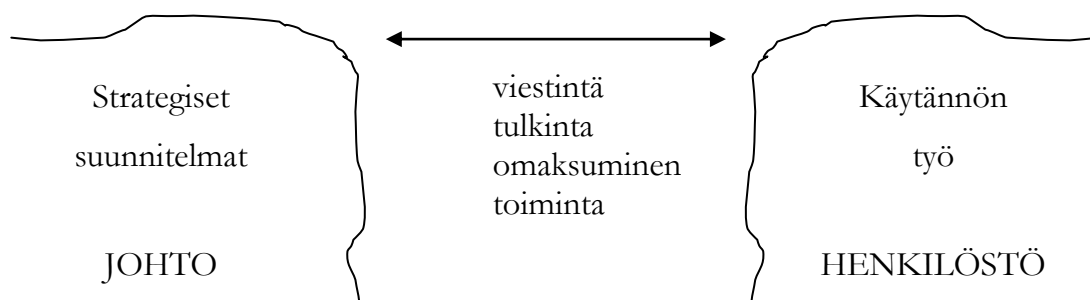 Strategiset
suunnitelmat
JOHTO
viestintä
tulkinta
omaksuminen
toiminta
Käytännön
työ
HENKILÖSTÖ